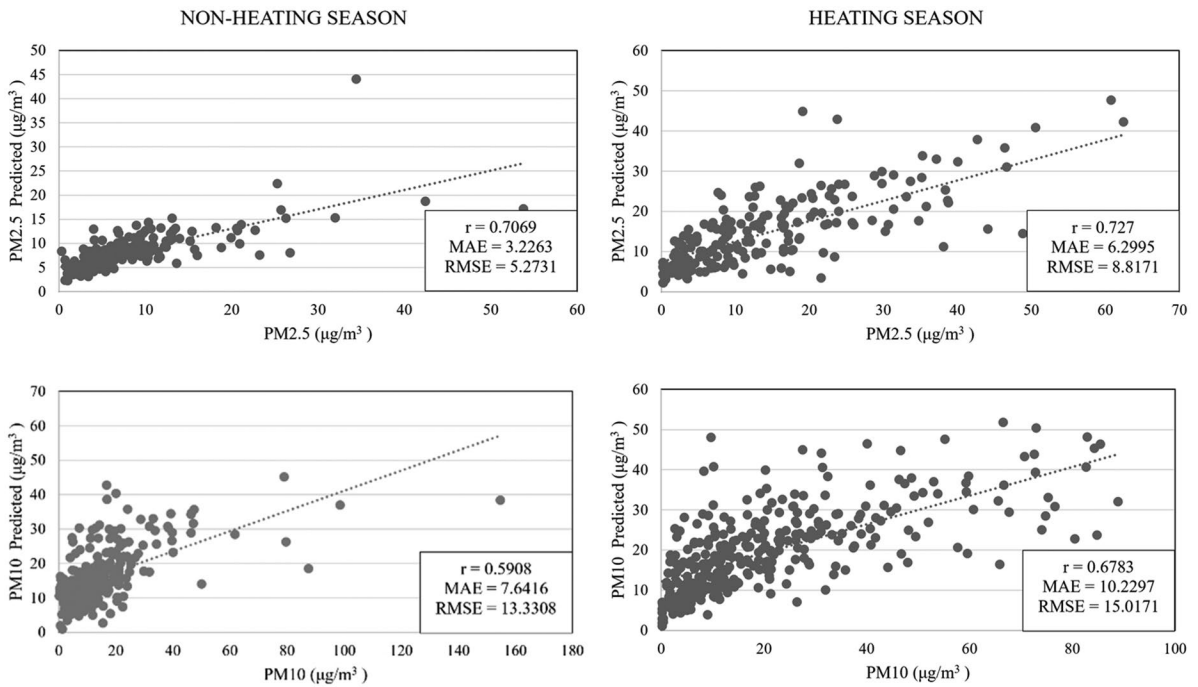 NON-HEATING SEASON
PM2.5 Predicted (μg/m³)
50
45
40
35
30
25
20
15
10
5
0
r = 0.7069
MAE = 3.2263
RMSE = 5.2731
0 10 20 30 40 50 60
PM2.5 (μg/m³ )
HEATING SEASON
PM2.5 Predicted (μg/m³)
60
50
40
30
20
10
0
r = 0.727
MAE = 6.2995
RMSE = 8.8171
0 10 20 30 40 50 60 70
PM2.5 (μg/m³ )
PM10 Predicted (μg/m³)
70
60
50
40
30
20
10
0
r = 0.5908
MAE = 7.6416
RMSE = 13.3308
0 20 40 60 80 100 120 140 160 180
PM10 (μg/m³ )
PM10 Predicted (μg/m³)
60
50
40
30
20
10
0
r = 0.6783
MAE = 10.2297
RMSE = 15.0171
0 20 40 60 80 100
PM10 (μg/m³ )